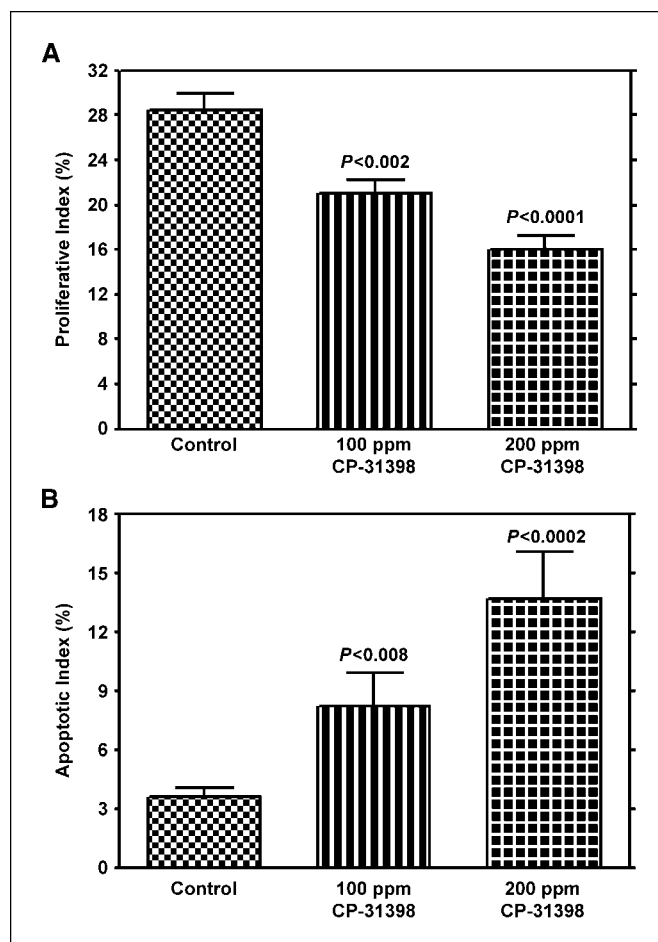 A
32
28
24
20
16
12
8
4
0
Proliferative Index (%)
P<0.002
P<0.0001
Control
100 ppm
CP-31398
200 ppm
CP-31398
B
18
15
12
9
6
3
0
Apoptotic Index (%)
P<0.008
P<0.0002
Control
100 ppm
CP-31398
200 ppm
CP-31398